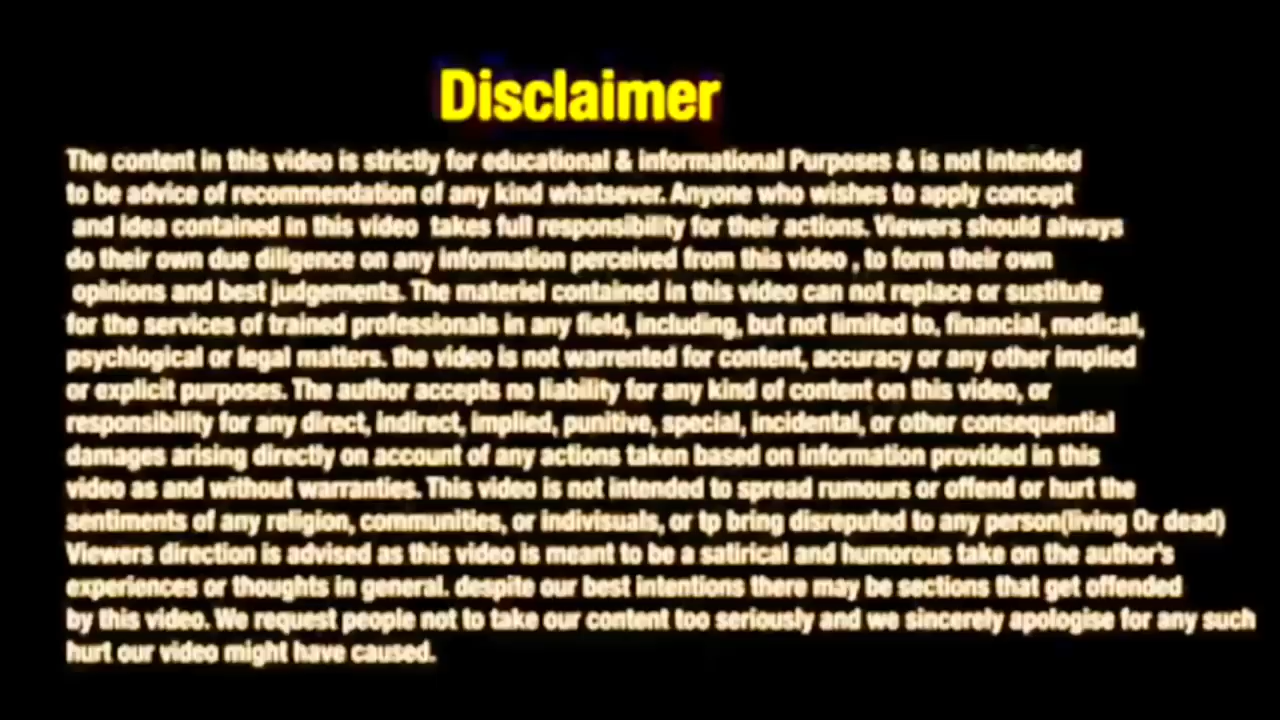 Disclaimer
The content in this video is strictly for educational & informational Purposes & is not intended
to be advice of recommendation of any kind whatsever. Anyone who wishes to apply concept
and idea contained in this video takes full responsibility for their actions. Viewers should always
do their own due diligence on any information perceived from this video , to form their own
opinions and best judgements. The materiel contained in this video can not replace or sustitute
for the services of trained professionals in any field, including, but not limited to, financial, medical,
psychlogical or legal matters. the video is not warrented for content, accuracy or any other implied
or explicit purposes. The author accepts no liability for any kind of content on this video, or
responsibility for any direct, indirect, implied, punitive, special, incidental, or other consequential
damages arising directly on account of any actions taken based on information provided in this
video as and without warranties. This video is not intended to spread rumours or offend or hurt the
sentiments of any religion, communities, or indivisuals, or tp bring disreputed to any person(living Or dead)
Viewers direction is advised as this video is meant to be a satirical and humorous take on the author's
experiences or thoughts in general. despite our best intentions there may be sections that get offended
by this video. We request people not to take our content too seriously and we sincerely apologise for any such
hurt our video might have caused.